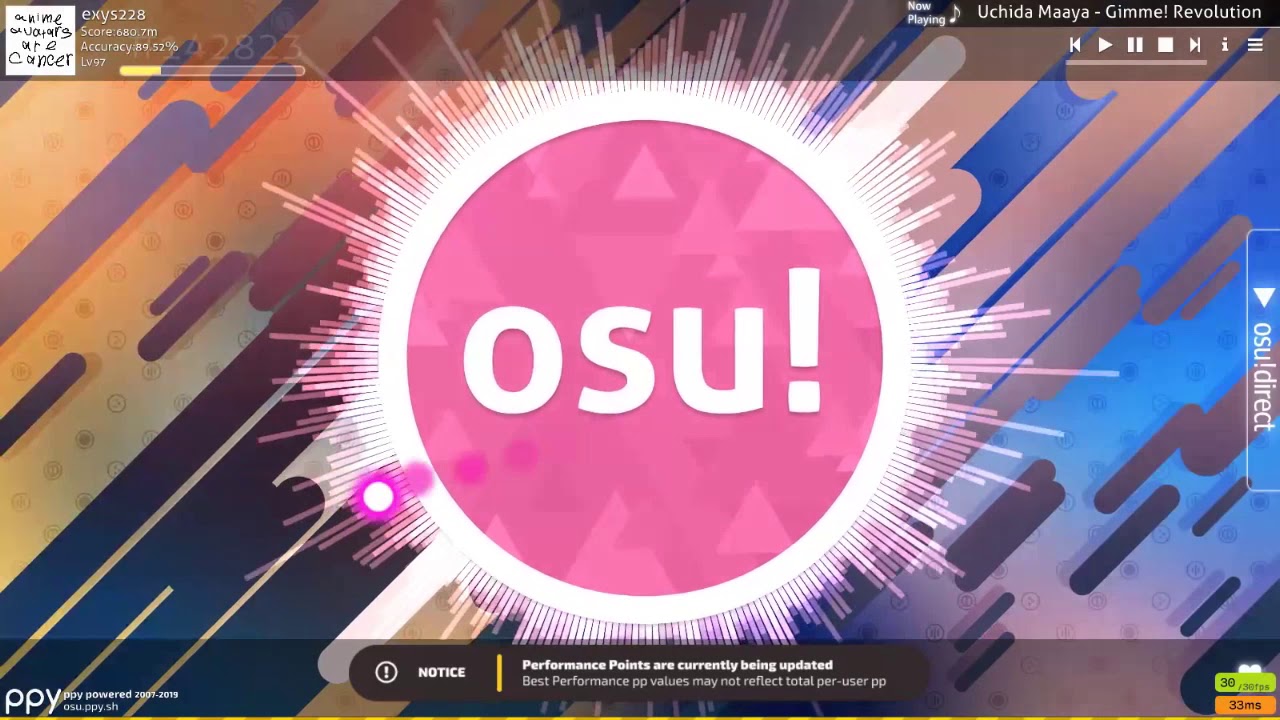 anime
avatars
are
cancer
exys228
Score:680.7m
Accuracy:89.52%
Lv97
Now
Playing
Uchida Maaya - Gimme! Revolution
i
osu!
osu!direct
NOTICE
Performance Points are currently being updated
Best Performance pp values may not reflect total per-user pp
ppy
ppy powered 2007-2019
osu.ppy.sh
30 /30fps
33ms